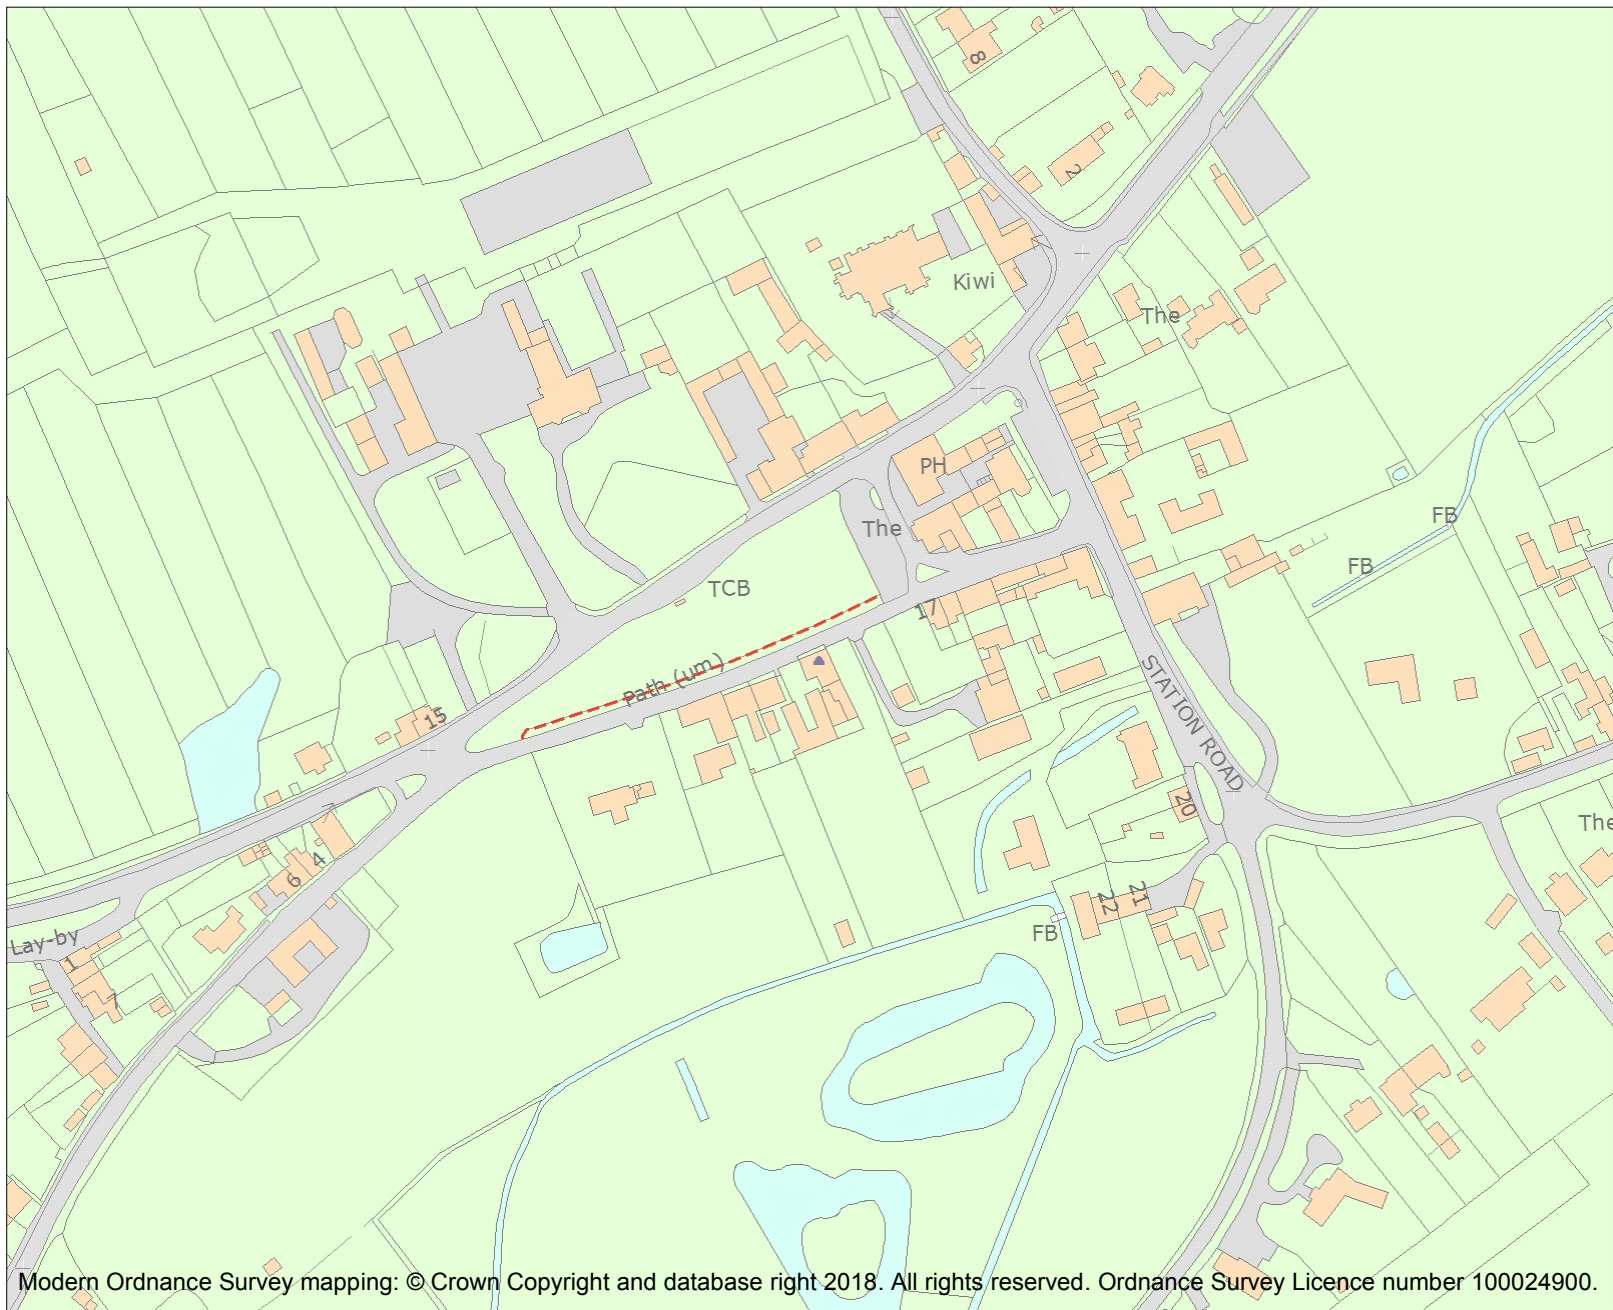 8
2
Kiwi
The
PH
The
FB
FB
TCB
17
Path (um)
STATION ROAD
15
20
7
4
6
The
22
21
FB
Lay-by
1
7
Modern Ordnance Survey mapping: © Crown Copyright and database right 2018. All rights reserved. Ordnance Survey Licence number 100024900.